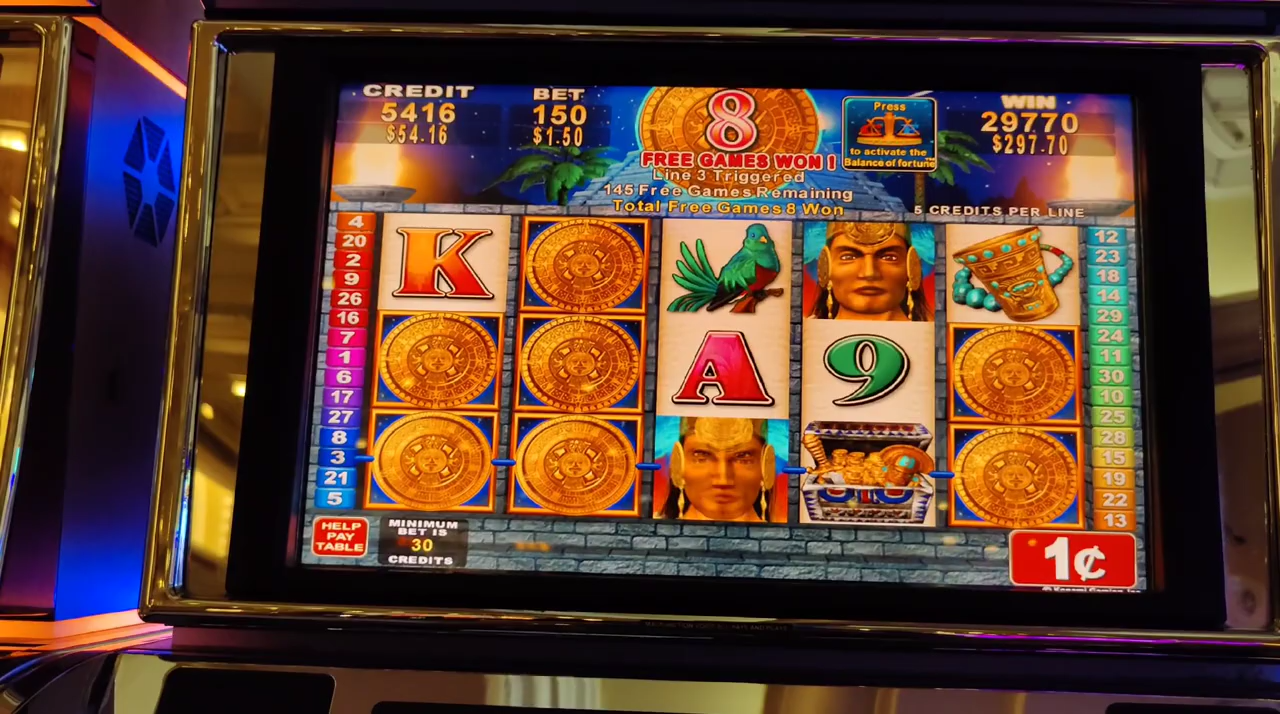 CREDIT
5416
$54.16
BET
150
$1.50
8
FREE GAMES WON !
Line 3 Triggered
145 Free Games Remaining
Total Free Games 8 Won
Press
to activate the
Balance of fortune™
WIN
29770
$297.70
5 CREDITS PER LINE
4
20
2
9
26
16
7
1
6
17
27
8
3
21
5
K
A
9
12
23
18
14
29
24
11
30
10
25
28
15
19
22
13
HELP
PAY
TABLE
MINIMUM
BET IS
30
CREDITS
1¢